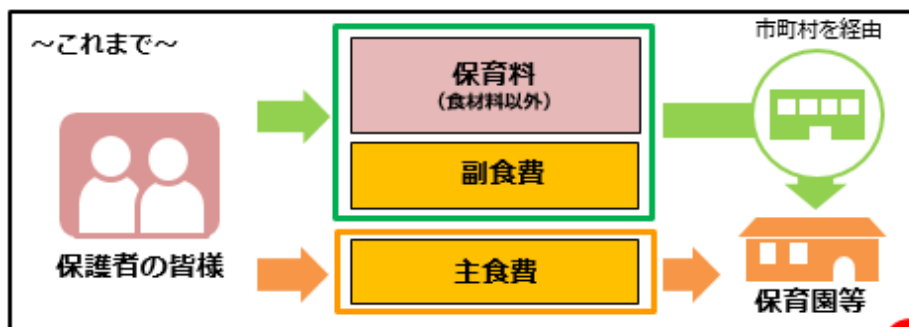 ～これまで～
市町村を経由
保育料
（食材料以外）
副食費
保護者の皆様
主食費
保育園等